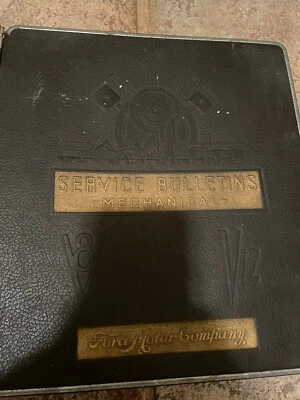 SERVICE BULLETINS
MECHANICAL
V8 V12
Ford Motor Company